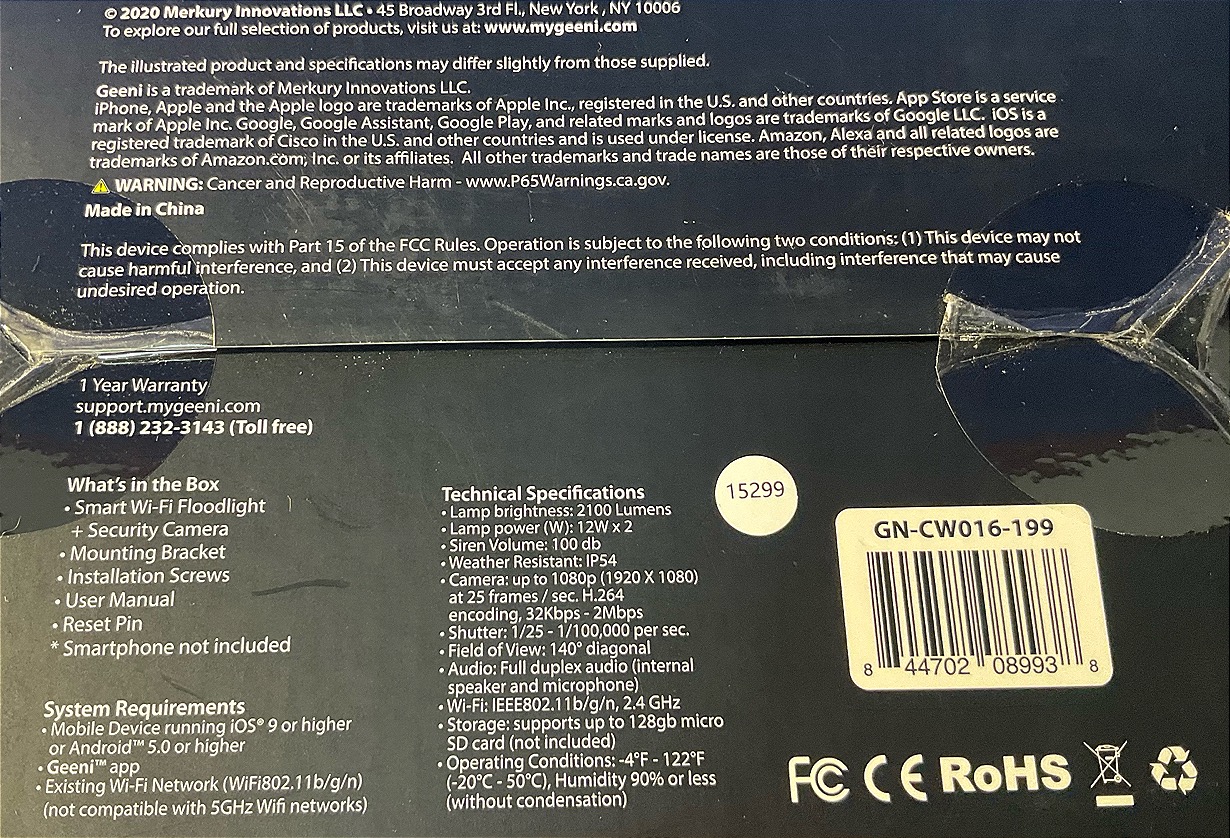 © 2020 Merkury Innovations LLC • 45 Broadway 3rd Fl., New York , NY 10006
To explore our full selection of products, visit us at: www.mygeeni.com
The illustrated product and specifications may differ slightly from those supplied.
Geeni is a trademark of Merkury Innovations LLC.
iPhone, Apple and the Apple logo are trademarks of Apple Inc., registered in the U.S. and other countries. App Store is a service
mark of Apple Inc. Google, Google Assistant, Google Play, and related marks and logos are trademarks of Google LLC. iOS is a
registered trademark of Cisco in the U.S. and other countries and is used under license. Amazon, Alexa and all related logos are
trademarks of Amazon.com, Inc. or its affiliates. All other trademarks and trade names are those of their respective owners.
⚠ WARNING: Cancer and Reproductive Harm - www.P65Warnings.ca.gov.
Made in China
This device complies with Part 15 of the FCC Rules. Operation is subject to the following two conditions: (1) This device may not
cause harmful interference, and (2) This device must accept any interference received, including interference that may cause
undesired operation.
1 Year Warranty
support.mygeeni.com
1 (888) 232-3143 (Toll free)
What's in the Box
• Smart Wi-Fi Floodlight
+ Security Camera
• Mounting Bracket
• Installation Screws
• User Manual
• Reset Pin
* Smartphone not included
System Requirements
• Mobile Device running iOS® 9 or higher
or Android™ 5.0 or higher
• Geeni™ app
• Existing Wi-Fi Network (WiFi802.11b/g/n)
(not compatible with 5GHz Wifi networks)
Technical Specifications
• Lamp brightness: 2100 Lumens
• Lamp power (W): 12W x 2
• Siren Volume: 100 db
• Weather Resistant: IP54
• Camera: up to 1080p (1920 X 1080)
at 25 frames / sec. H.264
encoding, 32Kbps - 2Mbps
• Shutter: 1/25 - 1/100,000 per sec.
• Field of View: 140° diagonal
• Audio: Full duplex audio (internal
speaker and microphone)
• Wi-Fi: IEEE802.11b/g/n, 2.4 GHz
• Storage: supports up to 128gb micro
SD card (not included)
• Operating Conditions: -4°F - 122°F
(-20°C - 50°C), Humidity 90% or less
(without condensation)
15299
GN-CW016-199
8 44702 08993 8
FC CE RoHS